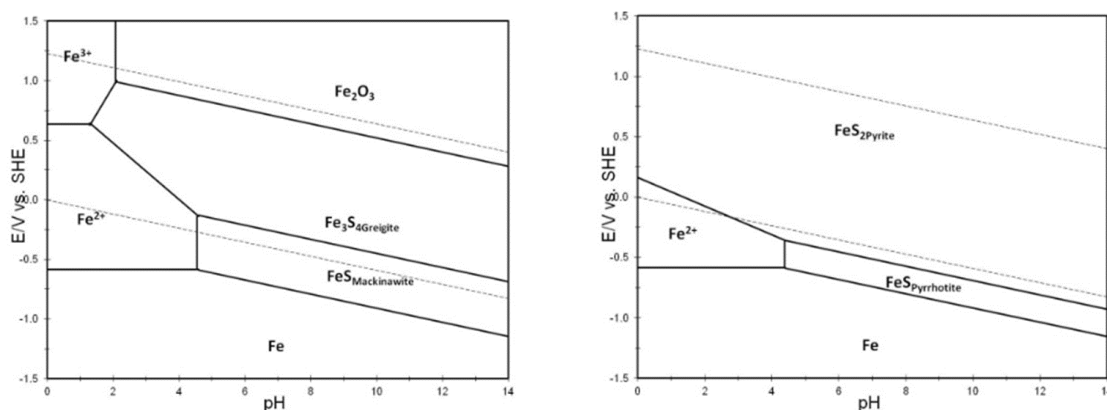 1.5
1.0
0.5
0.0
-0.5
-1.0
-1.5
E/V vs. SHE
Fe3+
Fe2O3
Fe2+
Fe3S4Greigite
FeSMackinawite
Fe
0 2 4 6 8 10 12 14
pH
1.5
1.0
0.5
0.0
-0.5
-1.0
-1.5
E/V vs. SHE
FeS2Pyrite
Fe2+
FeSPyrrhotite
Fe
0 2 4 6 8 10 12 14
pH